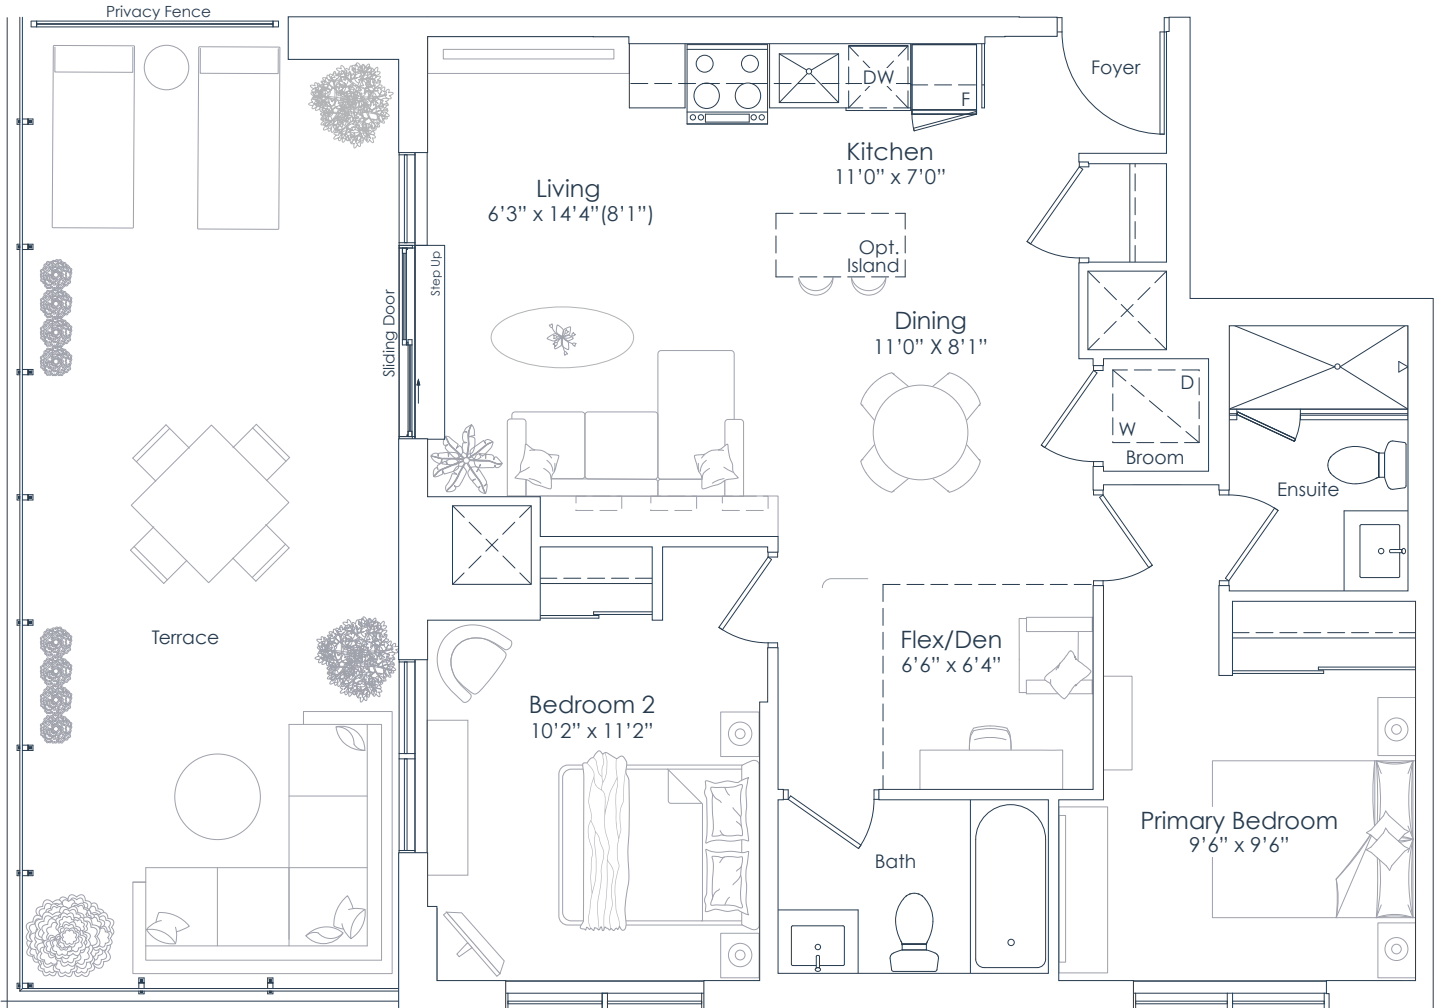 Privacy Fence
Foyer
DW
F
Kitchen
11'0" x 7'0"
Living
6'3" x 14'4"(8'1")
Opt.
Island
Step Up
Sliding Door
Dining
11'0" X 8'1"
D
W
Broom
Ensuite
Terrace
Flex/Den
6'6" x 6'4"
Bedroom 2
10'2" x 11'2"
Primary Bedroom
9'6" x 9'6"
Bath